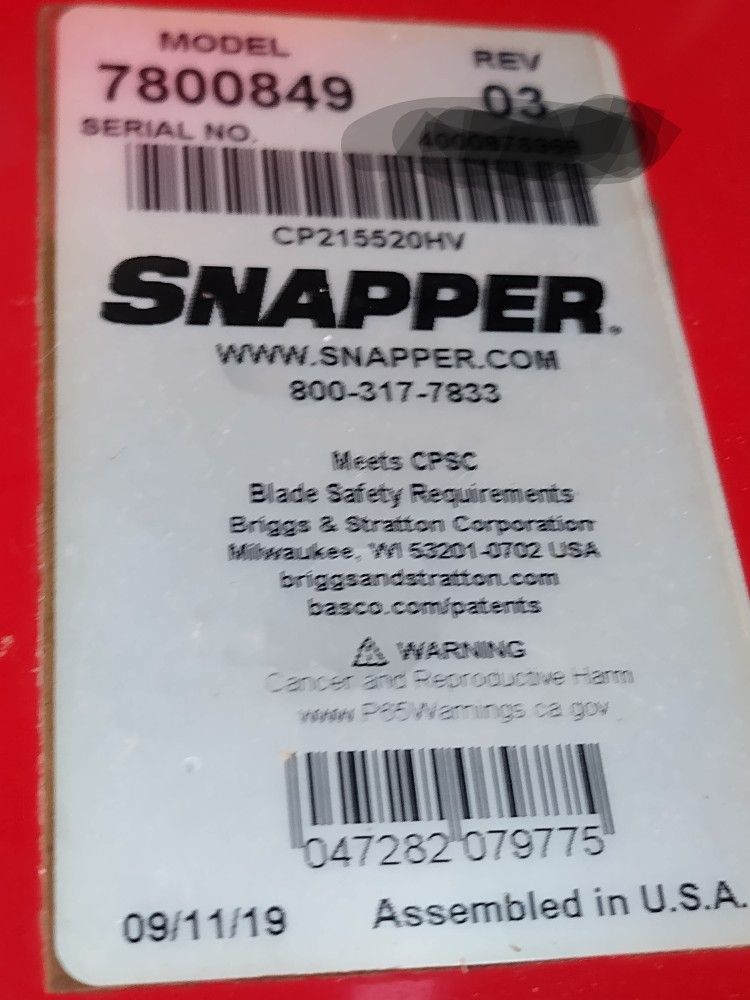 MODEL
7800849
REV
03
SERIAL NO.
CP215520HV
SNAPPER.
WWW.SNAPPER.COM
800-317-7833
Meets CPSC
Blade Safety Requirements
Briggs & Stratton Corporation
Milwaukee, WI 53201-0702 USA
briggsandstratton.com
basco.com/patents
WARNING
Cancer and Reproductive Harm
www.P65Warnings.ca.gov
047282 079775
09/11/19
Assembled in U.S.A.